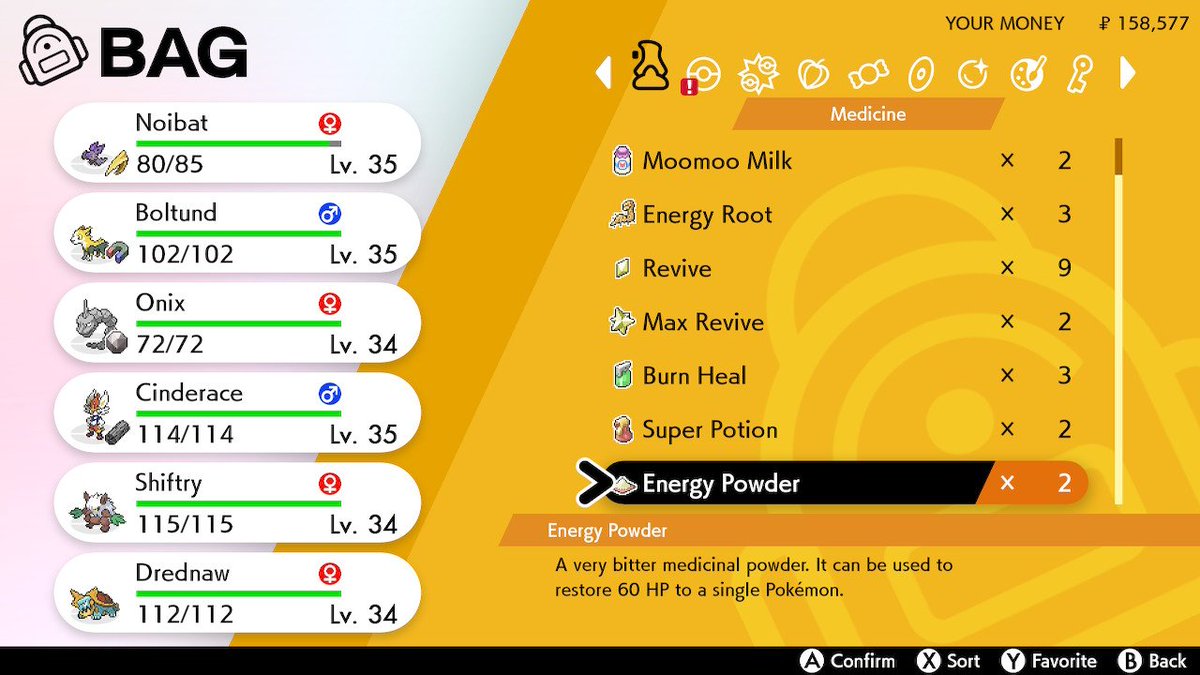 BAG
YOUR MONEY ₽ 158,577
Noibat ♀
80/85 Lv. 35
Boltund ♂
102/102 Lv. 35
Onix ♀
72/72 Lv. 34
Cinderace ♂
114/114 Lv. 35
Shiftry ♀
115/115 Lv. 34
Drednaw ♀
112/112 Lv. 34
!
Medicine
Moomoo Milk × 2
Energy Root × 3
Revive × 9
Max Revive × 2
Burn Heal × 3
Super Potion × 2
Energy Powder × 2
Energy Powder
A very bitter medicinal powder. It can be used to
restore 60 HP to a single Pokémon.
A Confirm X Sort Y Favorite B Back